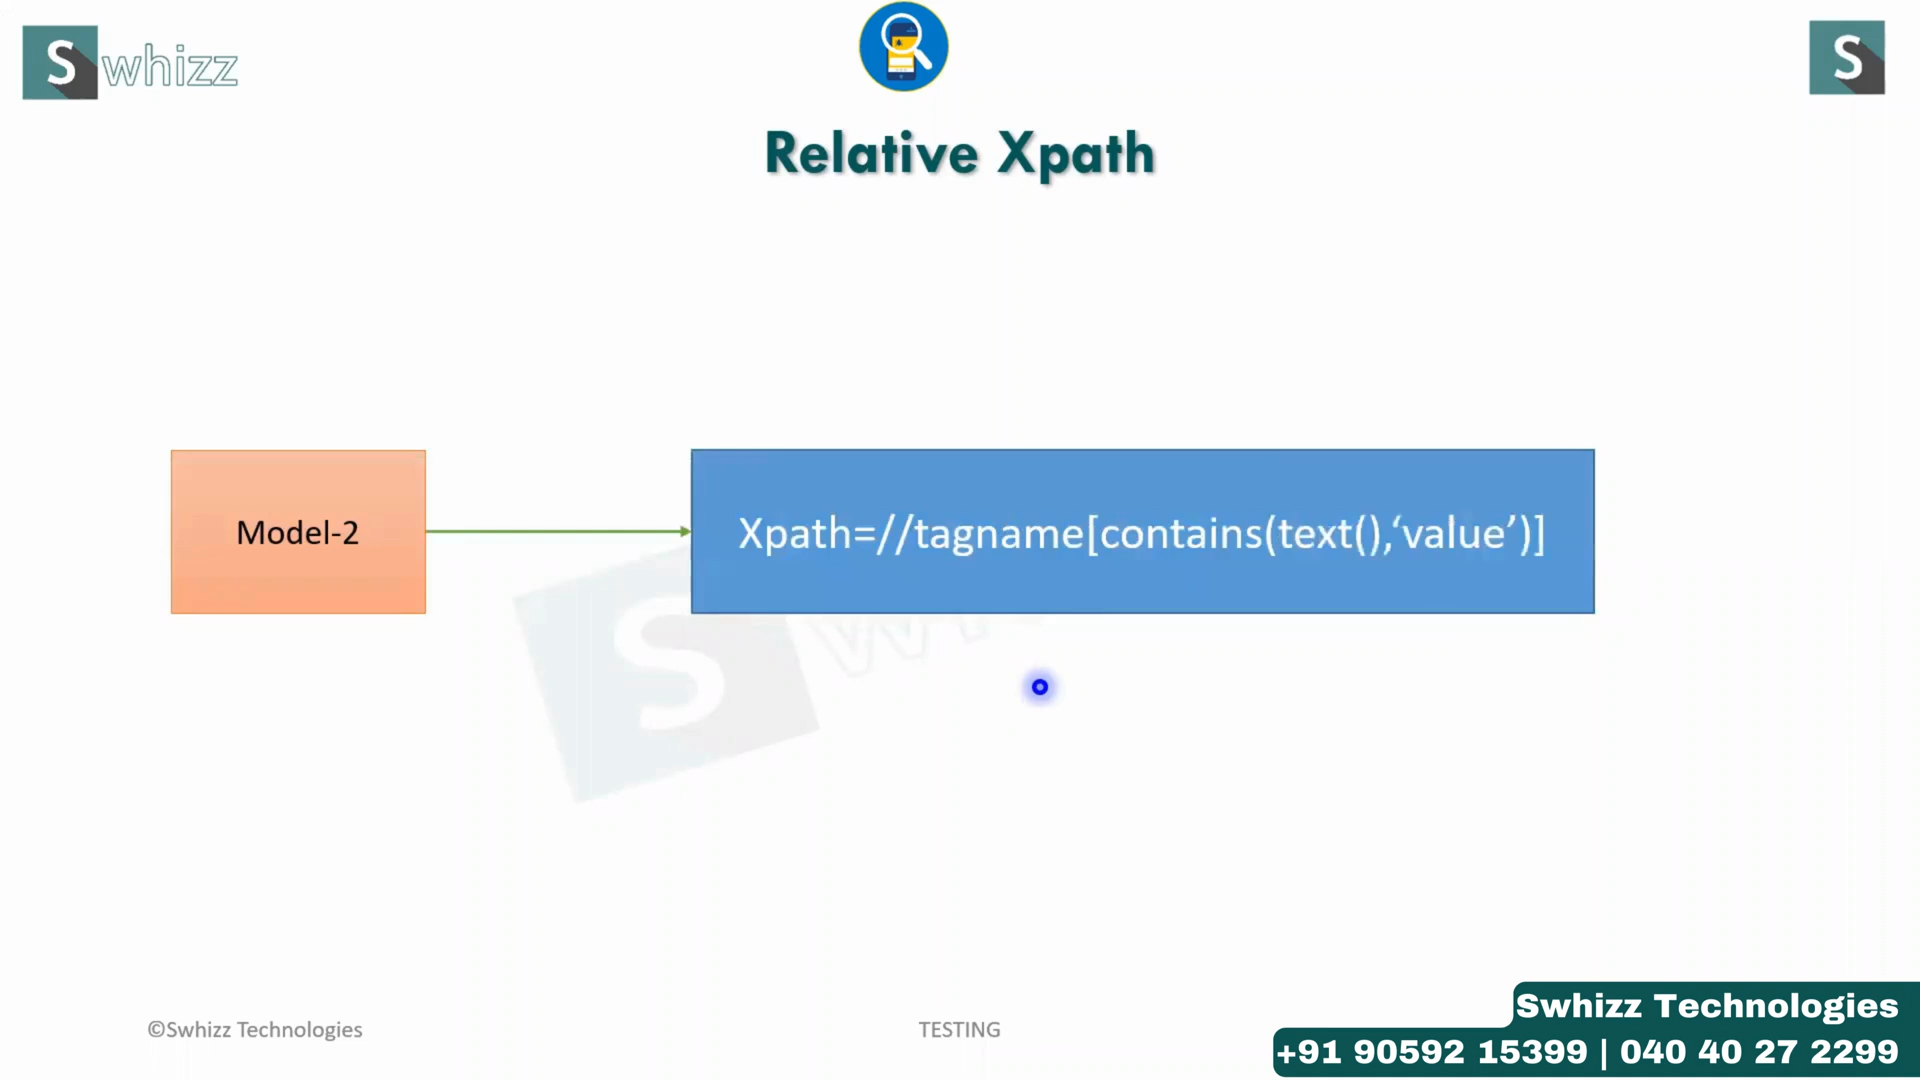 Swhizz
S
Relative Xpath
Model-2
Xpath=//tagname[contains(text(),‘value’)]
S
©Swhizz Technologies
TESTING
Swhizz Technologies
+91 90592 15399 | 040 40 27 2299